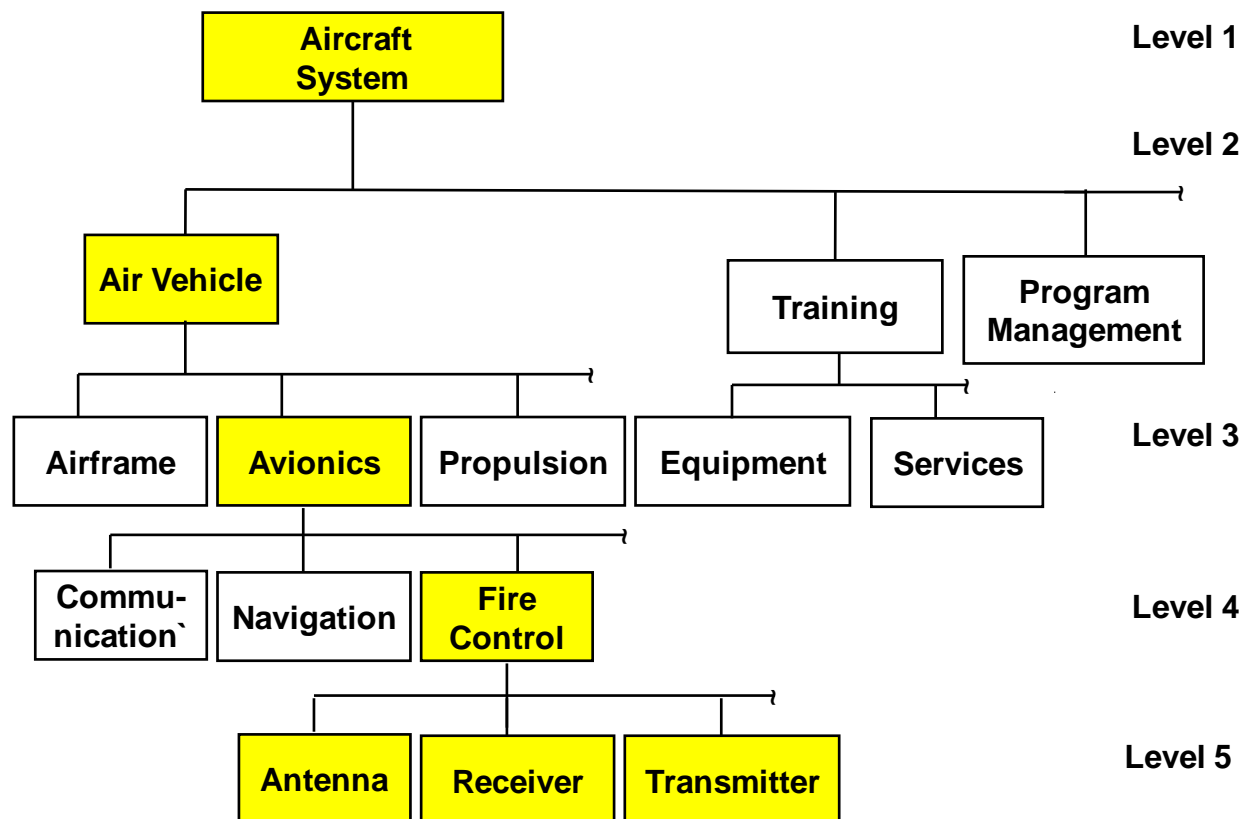 Aircraft
System
Level 1
Level 2
Air Vehicle
Training
Program
Management
Airframe
Avionics
Propulsion
Equipment
Services
Level 3
Commu-
nication`
Navigation
Fire
Control
Level 4
Antenna
Receiver
Transmitter
Level 5